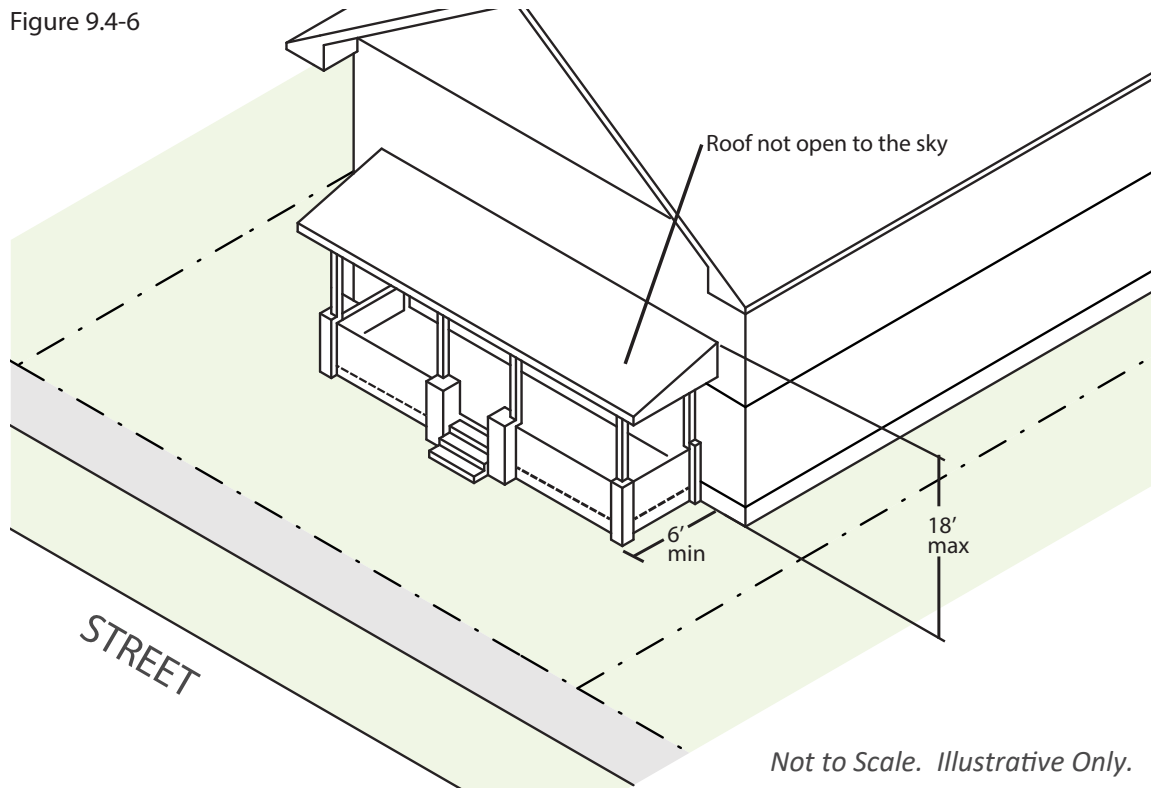 Figure 9.4-6
Roof not open to the sky
6’
min
18’
max
STREET
Not to Scale. Illustrative Only.